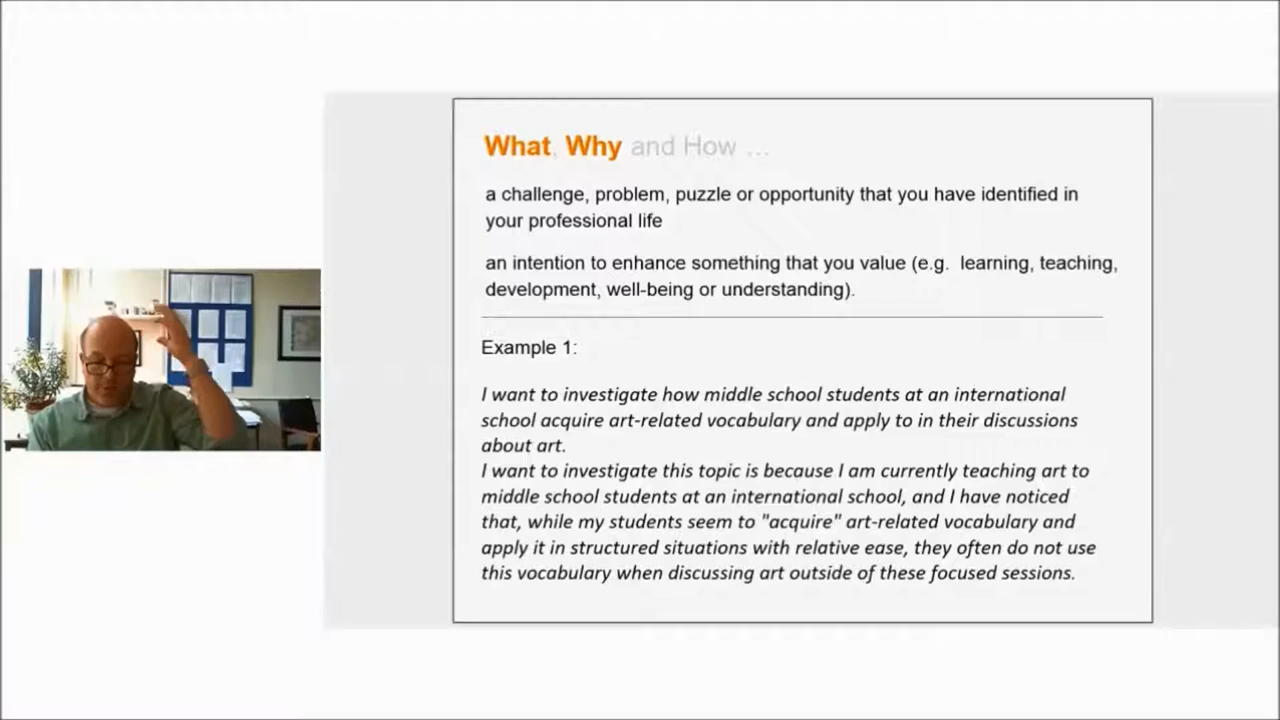 What, Why and How ...
a challenge, problem, puzzle or opportunity that you have identified in
your professional life
an intention to enhance something that you value (e.g. learning, teaching,
development, well-being or understanding).
Example 1:
I want to investigate how middle school students at an international
school acquire art-related vocabulary and apply to in their discussions
about art.
I want to investigate this topic is because I am currently teaching art to
middle school students at an international school, and I have noticed
that, while my students seem to "acquire" art-related vocabulary and
apply it in structured situations with relative ease, they often do not use
this vocabulary when discussing art outside of these focused sessions.